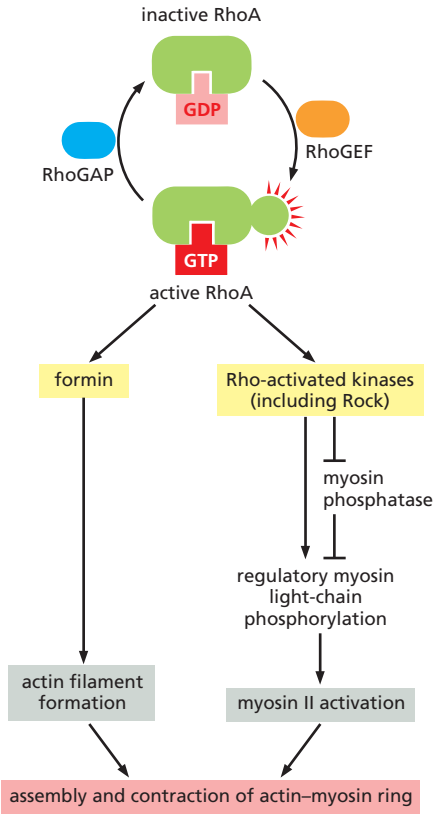 inactive RhoA
GDP
RhoGAP
RhoGEF
GTP
active RhoA
formin
Rho-activated kinases
(including Rock)
myosin
phosphatase
regulatory myosin
light-chain
phosphorylation
actin filament
formation
myosin II activation
assembly and contraction of actin–myosin ring